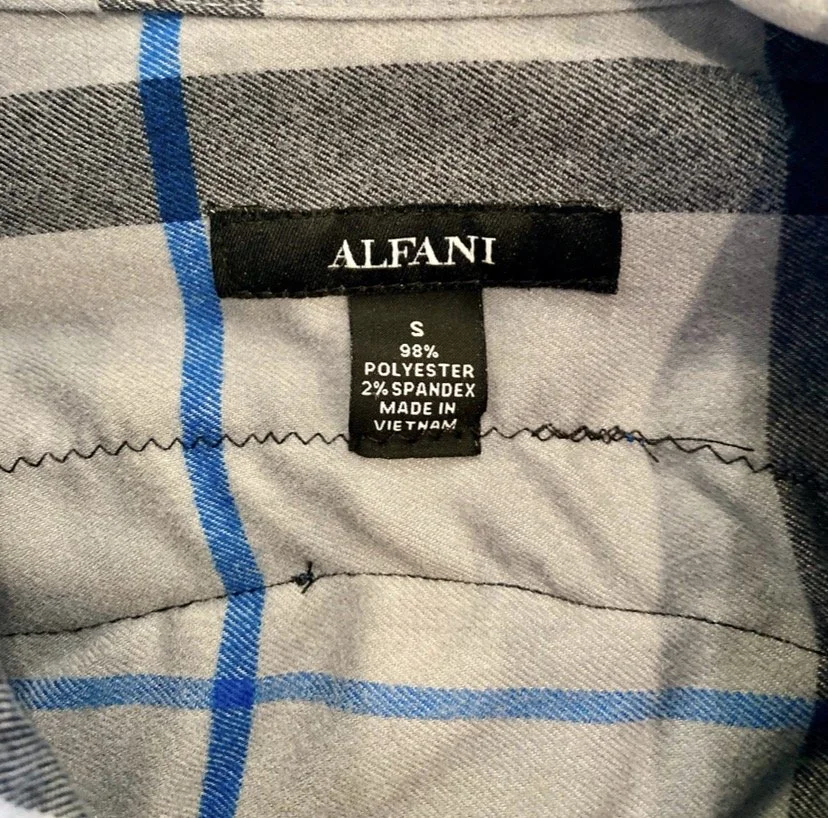 ALFANI
S
98%
POLYESTER
2% SPANDEX
MADE IN
VIETNAM